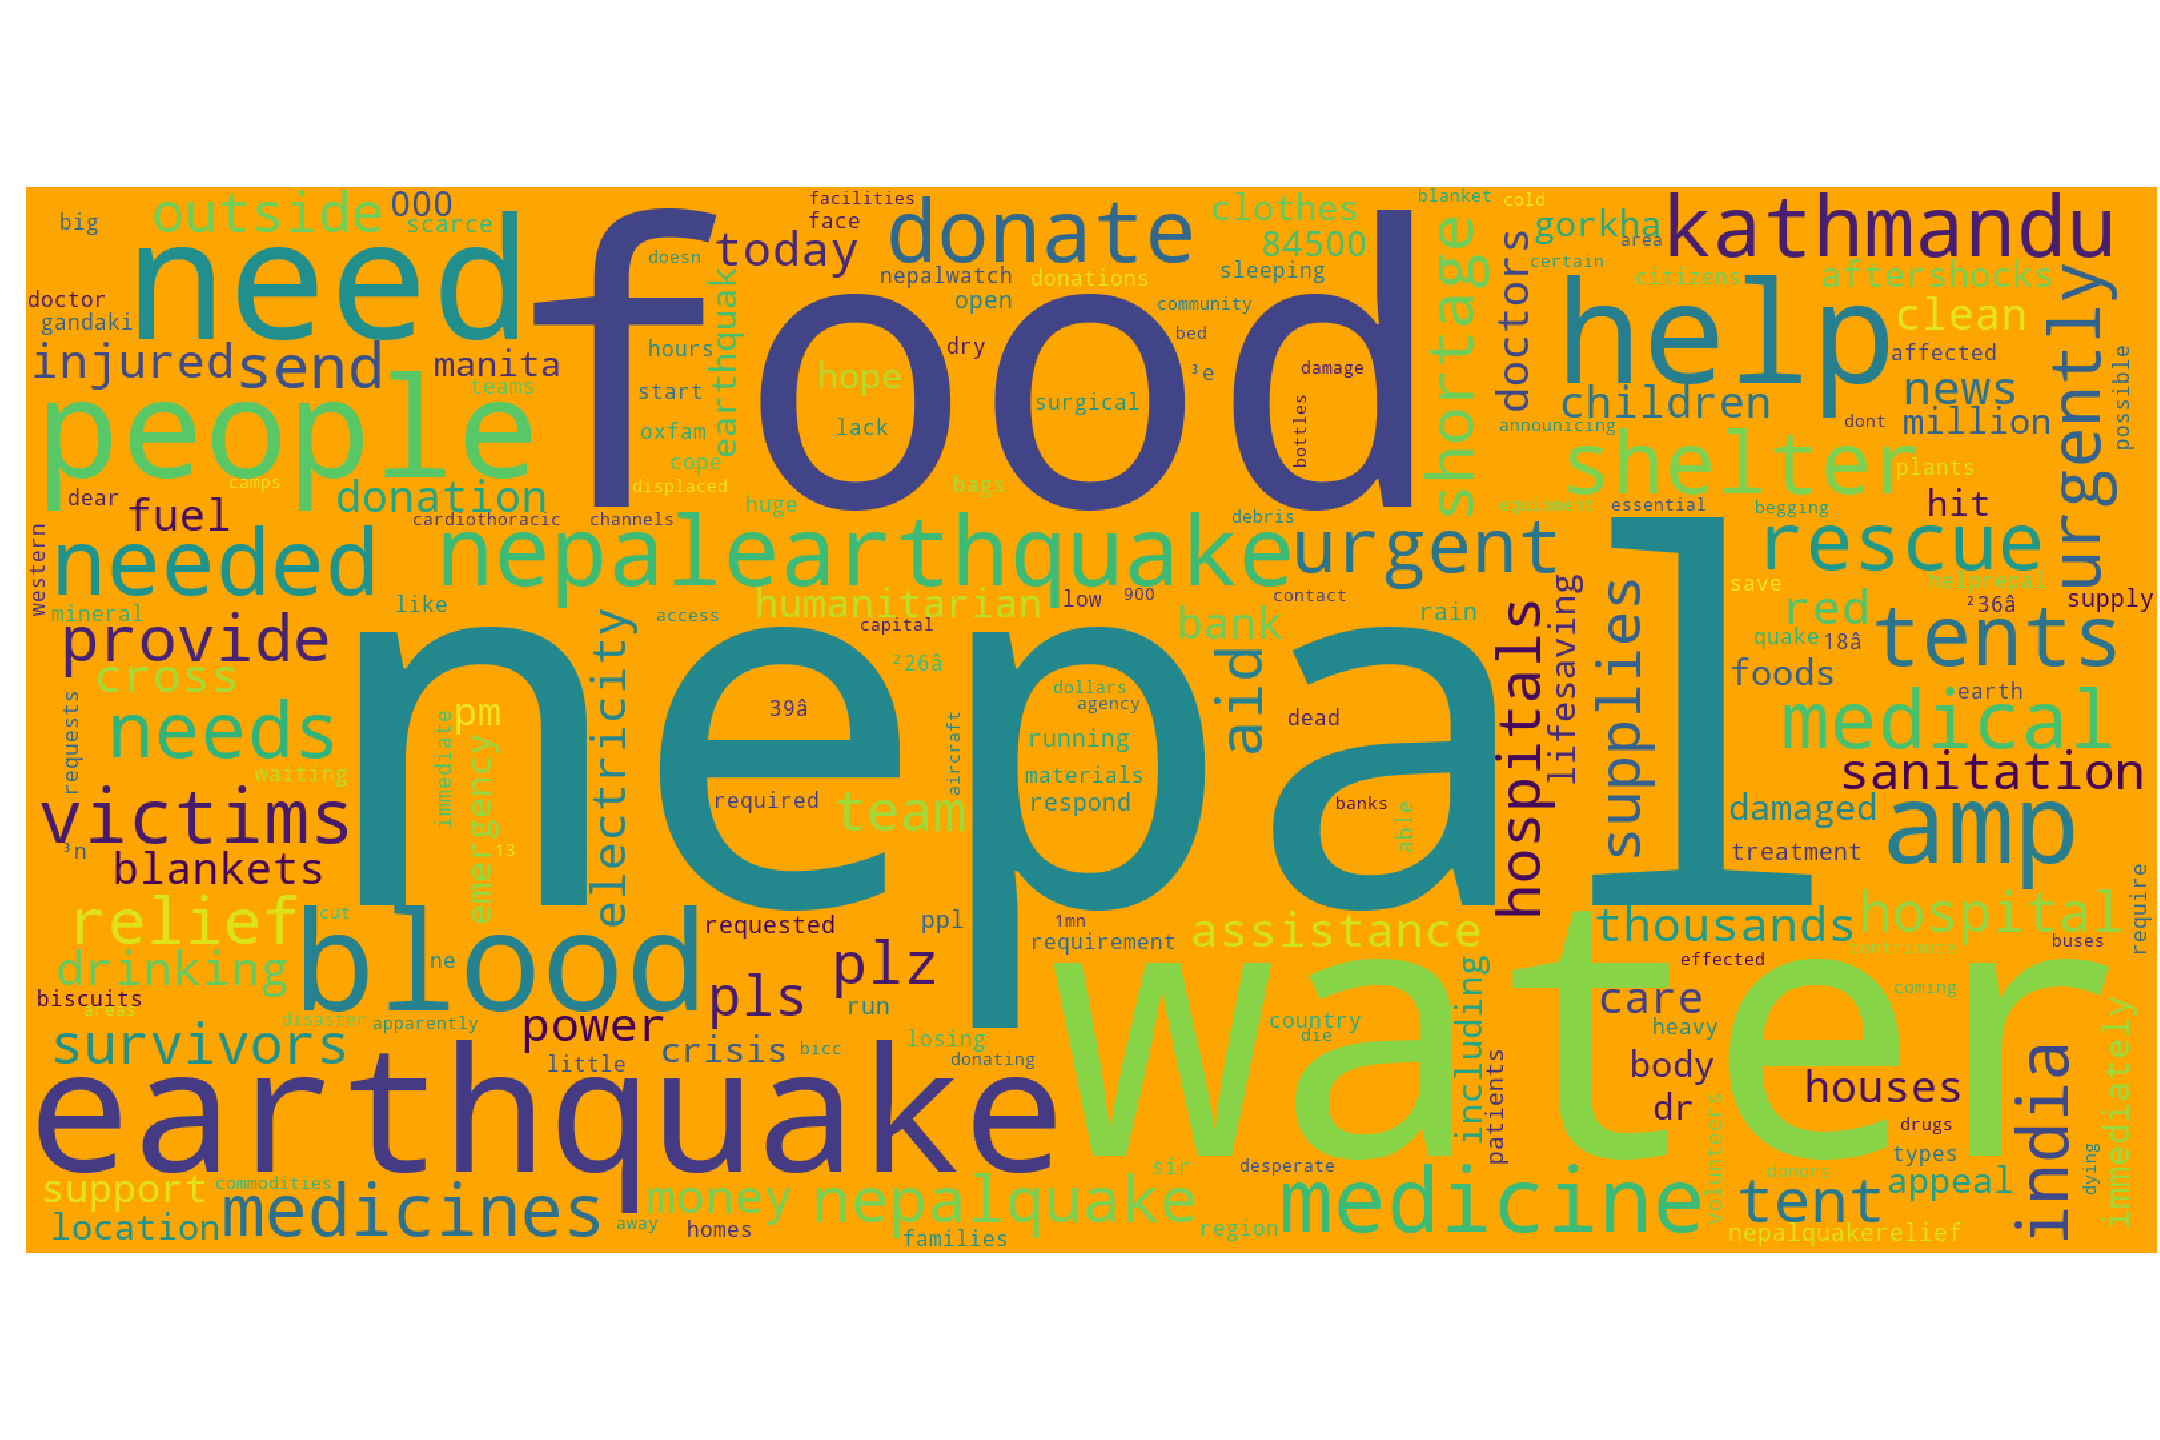 big
outside
000
scarce
facilities
face
donate
clothes
blanket
cold
gorkha
area
kathmandu
need
food
today
doesn
nepalwatch
donations
84500
sleeping
shortage
doctors
certain
citizens
aftershocks
doctor
gandaki
open
community
help
clean
urgently
injured
send
manita
hours
earthquak
hope
dry
bed
damage
affected
people
teams
start
³e
children
news
possible
oxfam
lack
surgical
bottles
announcing
dont
million
dear
camps
donation
cope
displaced
bags
shelter
plants
fuel
cardiothoracic
channels
huge
debris
equipment
essential
begging
hit
western
needed
nepalearthquake
urgent
rescue
mineral
like
access
humanitarian
low
900
contact
rain
lifesaving
supplies
save
helpnepal
²36â
supply
provide
electricity
capital
bank
red
quake
18â
tents
cross
²26â
aid
hospitals
foods
requests
needs
pm
39â
nepal
dollars
agency
dead
earth
medical
immediate
running
waiting
emergency
required
aircraft
materials
respond
banks
sanitation
victims
team
able
damaged
amp
³n
13
treatment
blankets
relief
cut
blood
requested
ppl
1mn
requirement
assistance
thousands
hospital
require
drinking
ne
plz
water
effected
contribute
buses
biscuits
areas
pls
run
including
care
coming
disaster
apparently
power
losing
country
die
heavy
immediately
survivors
little
crisis
bicc
donating
patients
body
india
earthquake
dr
houses
volunteers
drugs
support
commodities
money
sir
desperate
donors
types
dying
location
medicines
away
homes
nepalquake
families
region
medicine
tent
appeal
nepalquakerelief